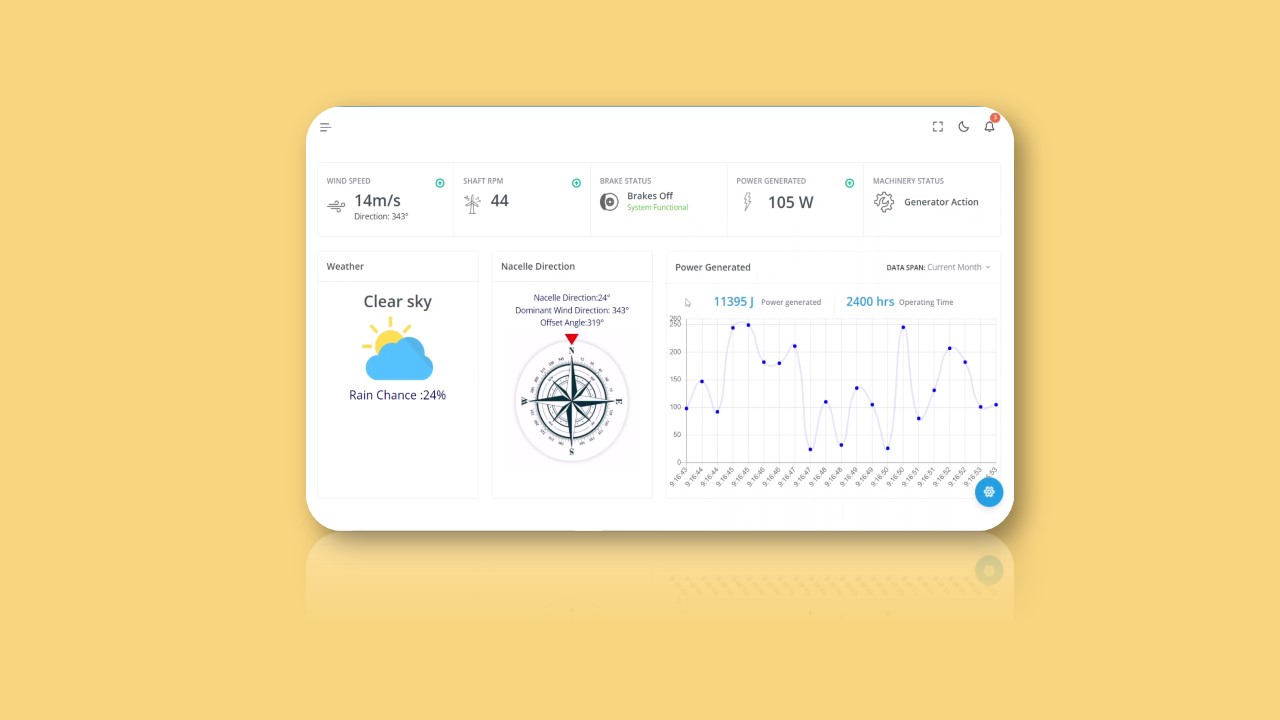 3
WIND SPEED
14m/s
Direction: 343°
SHAFT RPM
44
BRAKE STATUS
Brakes Off
System Functional
POWER GENERATED
105 W
MACHINERY STATUS
Generator Action
Weather
Clear sky
Rain Chance :24%
Nacelle Direction
Nacelle Direction:24°
Dominant Wind Direction: 343°
Offset Angle:319°
N
W
E
S
Power Generated
DATA SPAN: Current Month
11395 J Power generated
2400 hrs Operating Time
260
250
200
150
100
50
0
9:16:43 9:16:44 9:16:44 9:16:45 9:16:45 9:16:46 9:16:46 9:16:47 9:16:47 9:16:48 9:16:48 9:16:49 9:16:49 9:16:50 9:16:50 9:16:51 9:16:51 9:16:52 9:16:52 9:16:53